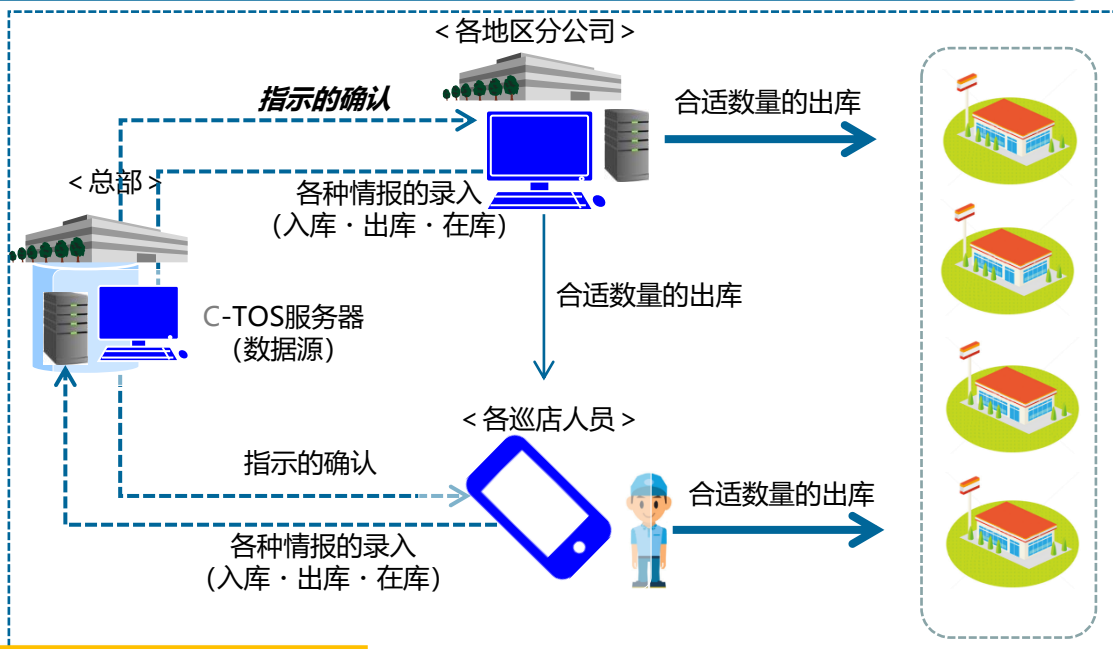 <各地区分公司>
指示的确认
合适数量的出库
<总部>
各种情报的录入
（入库・出库・在库）
合适数量的出库
C-TOS服务器
（数据源）
<各巡店人员>
指示的确认
合适数量的出库
各种情报的录入
（入库・出库・在库）